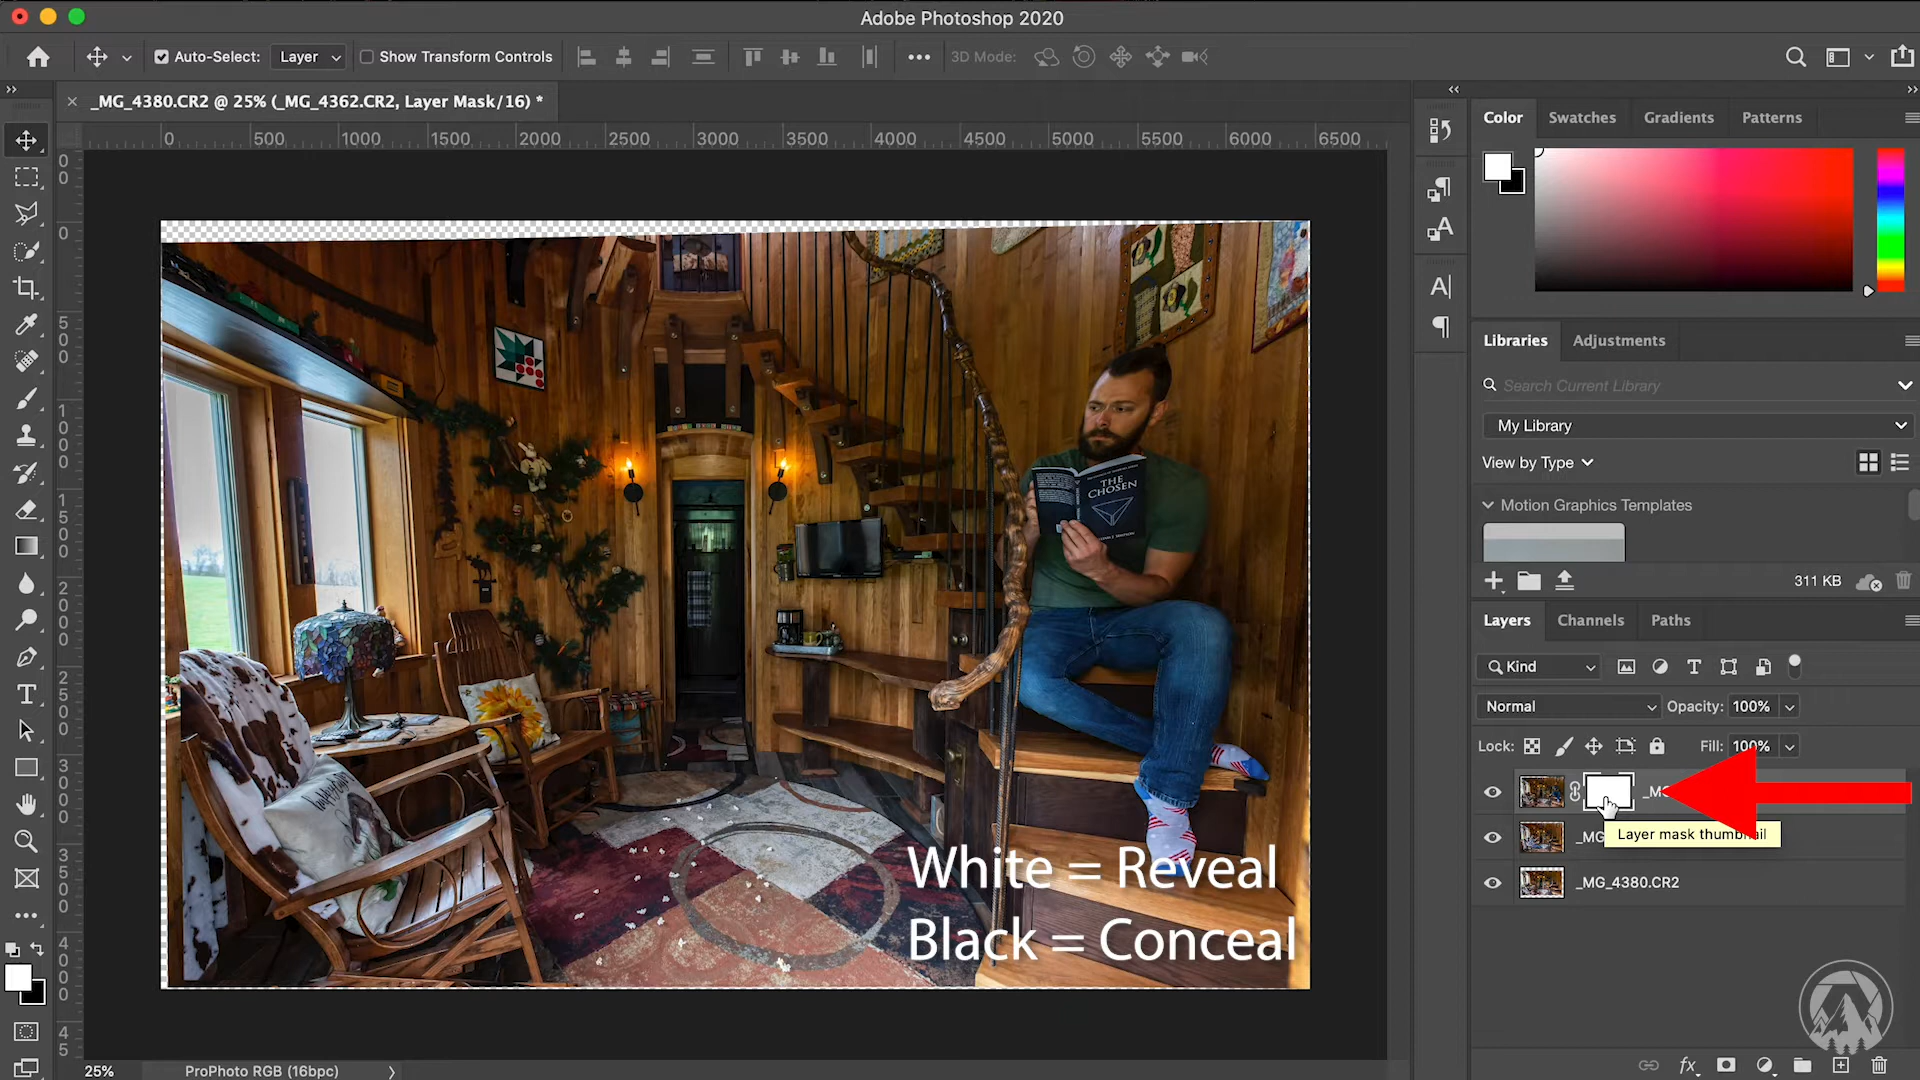 Adobe Photoshop 2020
Auto-Select: Layer Show Transform Controls 3D Mode:
_MG_4380.CR2 @ 25% (_MG_4362.CR2, Layer Mask/16) *
0 500 1000 1500 2000 2500 3000 3500 4000 4500 5000 5500 6000 6500
Color Swatches Gradients Patterns
Libraries Adjustments
Search Current Library
My Library
View by Type
Motion Graphics Templates
311 KB
Layers Channels Paths
Kind
Normal Opacity: 100%
Lock: Fill: 100%
Layer mask thumbnail
_MG_4380.CR2
THE
CHOSEN
White = Reveal
Black = Conceal
25% ProPhoto RGB (16bpc)